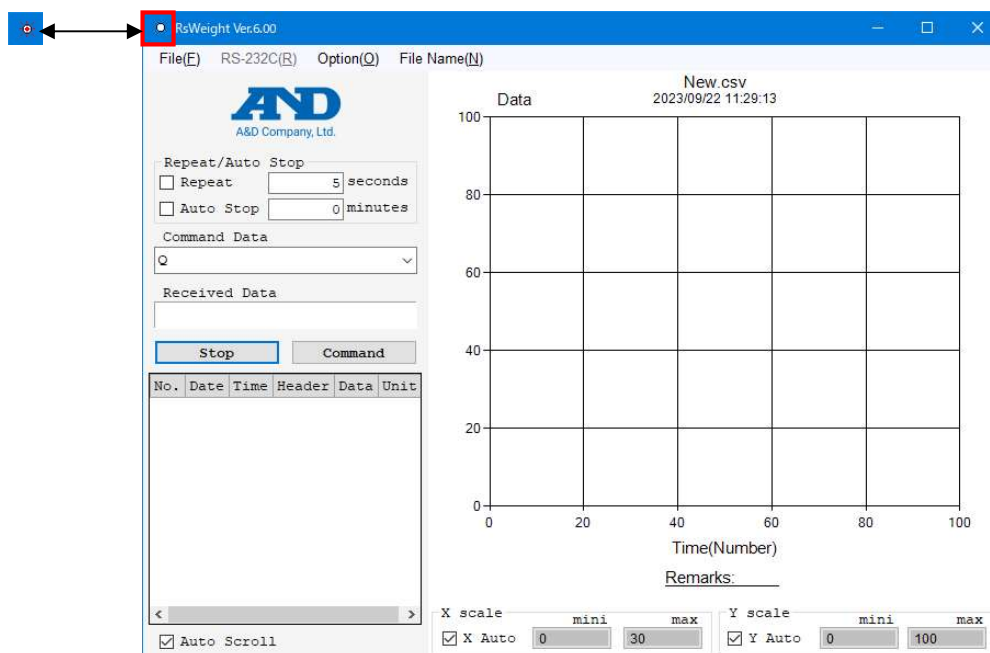 RsWeight Ver.6.00
File(F) RS-232C(R) Option(O) File Name(N)
AND
A&D Company, Ltd.
Repeat/Auto Stop
Repeat 5 seconds
Auto Stop 0 minutes
Command Data
Q
Received Data
Stop Command
No. Date Time Header Data Unit
Auto Scroll
New.csv
Data 2023/09/22 11:29:13
100
80
60
40
20
0
0 20 40 60 80 100
Time(Number)
Remarks:
X scale mini max
X Auto 0 30
Y scale mini max
Y Auto 0 100